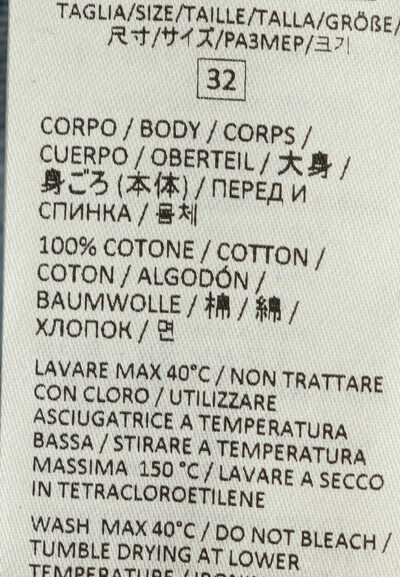 TAGLIA/SIZE/TAILLE/TALLA/GRÖßE/
尺寸/サイズ/РАЗМЕР/크기
32
CORPO / BODY / CORPS /
CUERPO / OBERTEIL / 大身 /
身ごろ (本体) / ПЕРЕД И
СПИНКА / 몸체
100% COTONE / COTTON /
COTON / ALGODÓN /
BAUMWOLLE / 棉 / 綿 /
ХЛОПОК / 면
LAVARE MAX 40°C / NON TRATTARE
CON CLORO / UTILIZZARE
ASCIUGATRICE A TEMPERATURA
BASSA / STIRARE A TEMPERATURA
MASSIMA 150 °C / LAVARE A SECCO
IN TETRACLOROETILENE
WASH MAX 40°C / DO NOT BLEACH /
TUMBLE DRYING AT LOWER
TEMPERATURE /